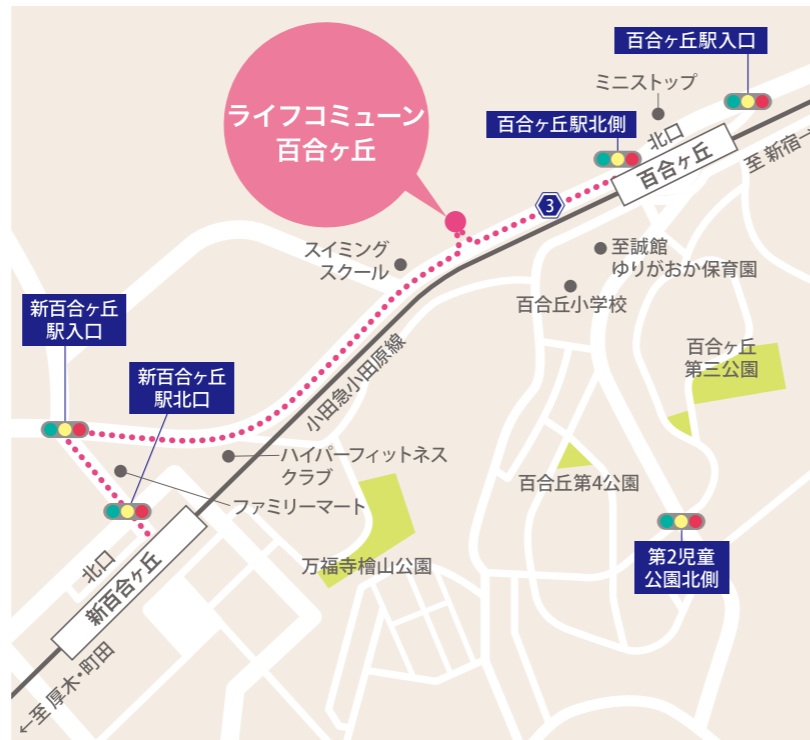 百合ヶ丘駅入口
ミニストップ
ライフコミューン
百合ヶ丘
百合ヶ丘駅北側
北口
百合ヶ丘
至 新宿→
3
至誠館
ゆりがおか保育園
スイミング
スクール
百合丘小学校
新百合ヶ丘
駅入口
百合ヶ丘
第三公園
新百合ヶ丘
駅北口
小田急小田原線
ハイパーフィットネス
クラブ
百合丘第4公園
ファミリーマート
万福寺檜山公園
第2児童
公園北側
北口
新百合ヶ丘
←至 厚木・町田